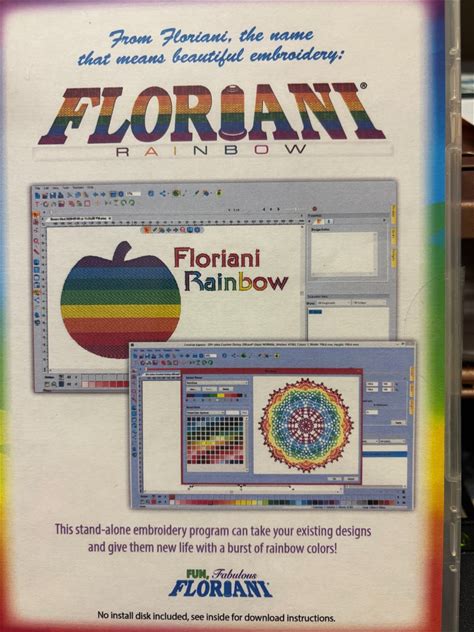 From Floriani, the name
that means beautiful embroidery:
FLORIANI®
RAINBOW
Floriani
Rainbow
This stand-alone embroidery program can take your existing designs
and give them new life with a burst of rainbow colors!
FUN, Fabulous
FLORIANI
No install disk included, see inside for download instructions.